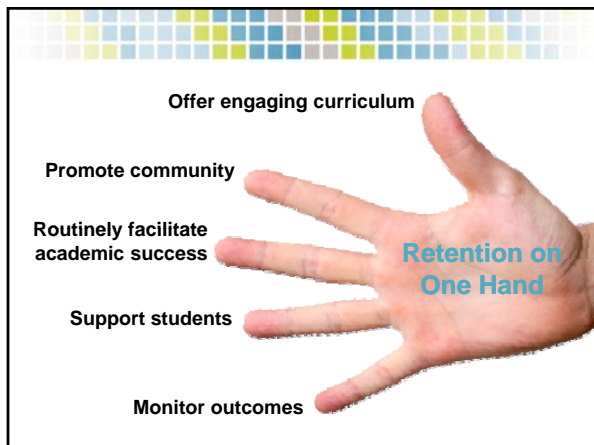 Offer engaging curriculum
Promote community
Routinely facilitate
academic success
Retention on
One Hand
Support students
Monitor outcomes